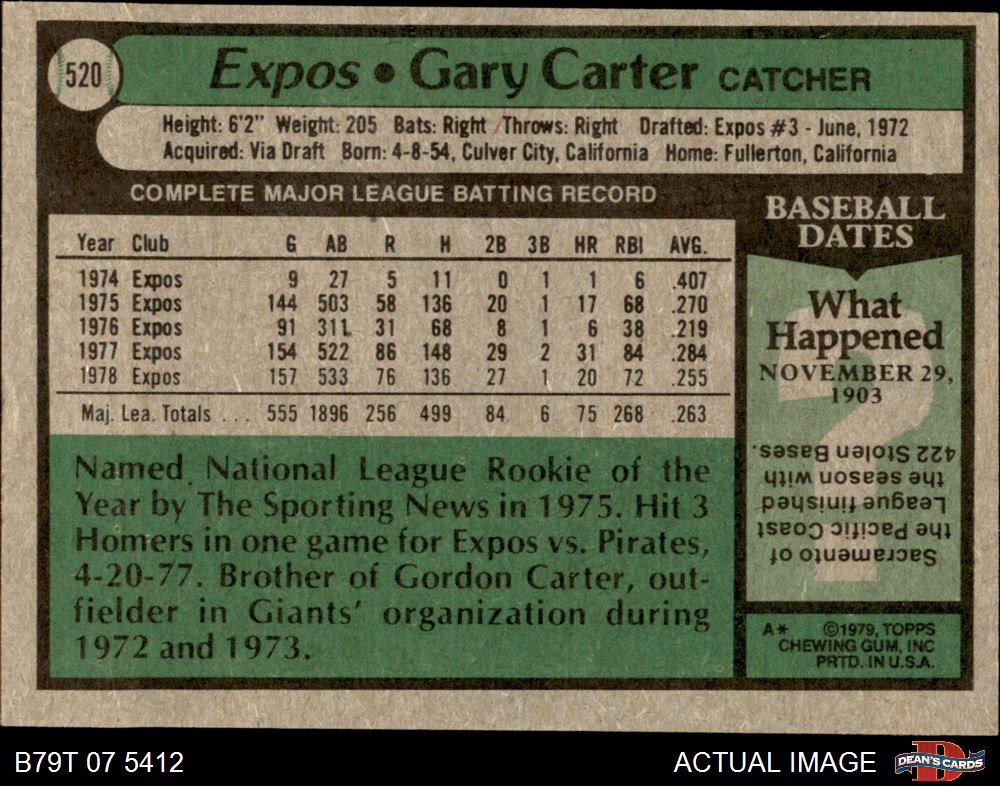 520
Expos • Gary Carter CATCHER
Height: 6'2" Weight: 205 Bats: Right Throws: Right Drafted: Expos #3 - June, 1972
Acquired: Via Draft Born: 4-8-54, Culver City, California Home: Fullerton, California
COMPLETE MAJOR LEAGUE BATTING RECORD
Year Club G AB R H 2B 3B HR RBI AVG.
1974 Expos 9 27 5 11 0 1 1 6 .407
1975 Expos 144 503 58 136 20 1 17 68 .270
1976 Expos 91 311 31 68 8 1 6 38 .219
1977 Expos 154 522 86 148 29 2 31 84 .284
1978 Expos 157 533 76 136 27 1 20 72 .255
Maj. Lea. Totals . . . 555 1896 256 499 84 6 75 268 .263
Named National League Rookie of the
Year by The Sporting News in 1975. Hit 3
Homers in one game for Expos vs. Pirates,
4-20-77. Brother of Gordon Carter, out-
fielder in Giants' organization during
1972 and 1973.
BASEBALL
DATES
What
Happened
NOVEMBER 29,
1903
?
Sacramento of
the Pacific Coast
League finished
the season with
422 Stolen Bases.
A* ©1979, TOPPS
CHEWING GUM, INC
PRTD. IN U.S.A.
B79T 07 5412
ACTUAL IMAGE
D
DEAN'S CARDS